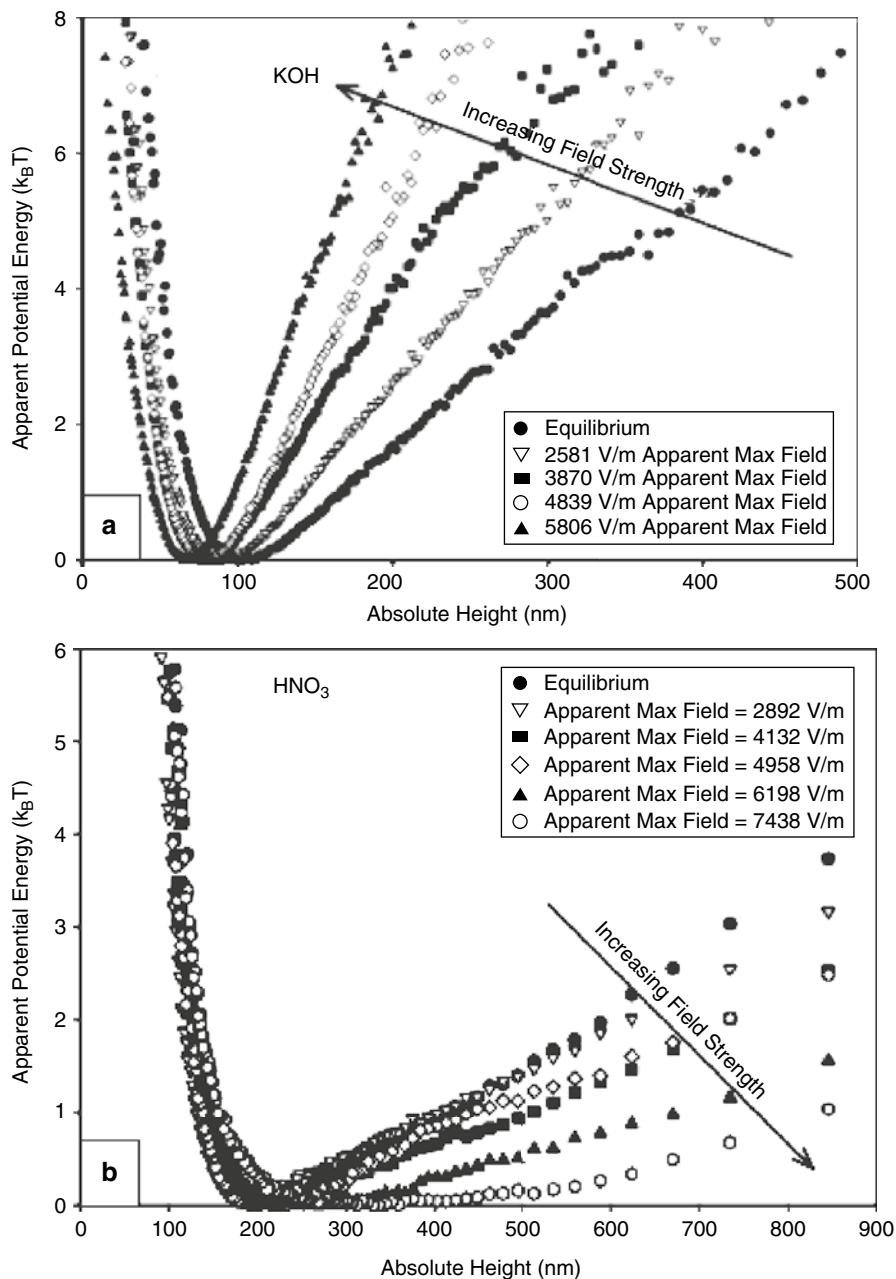 8
6
4
2
0
Apparent Potential Energy (kBT)
KOH
Increasing Field Strength
Equilibrium
2581 V/m Apparent Max Field
3870 V/m Apparent Max Field
4839 V/m Apparent Max Field
5806 V/m Apparent Max Field
a
0 100 200 300 400 500
Absolute Height (nm)
6
5
4
3
2
1
0
Apparent Potential Energy (kBT)
HNO3
Equilibrium
Apparent Max Field = 2892 V/m
Apparent Max Field = 4132 V/m
Apparent Max Field = 4958 V/m
Apparent Max Field = 6198 V/m
Apparent Max Field = 7438 V/m
Increasing Field Strength
b
0 100 200 300 400 500 600 700 800 900
Absolute Height (nm)